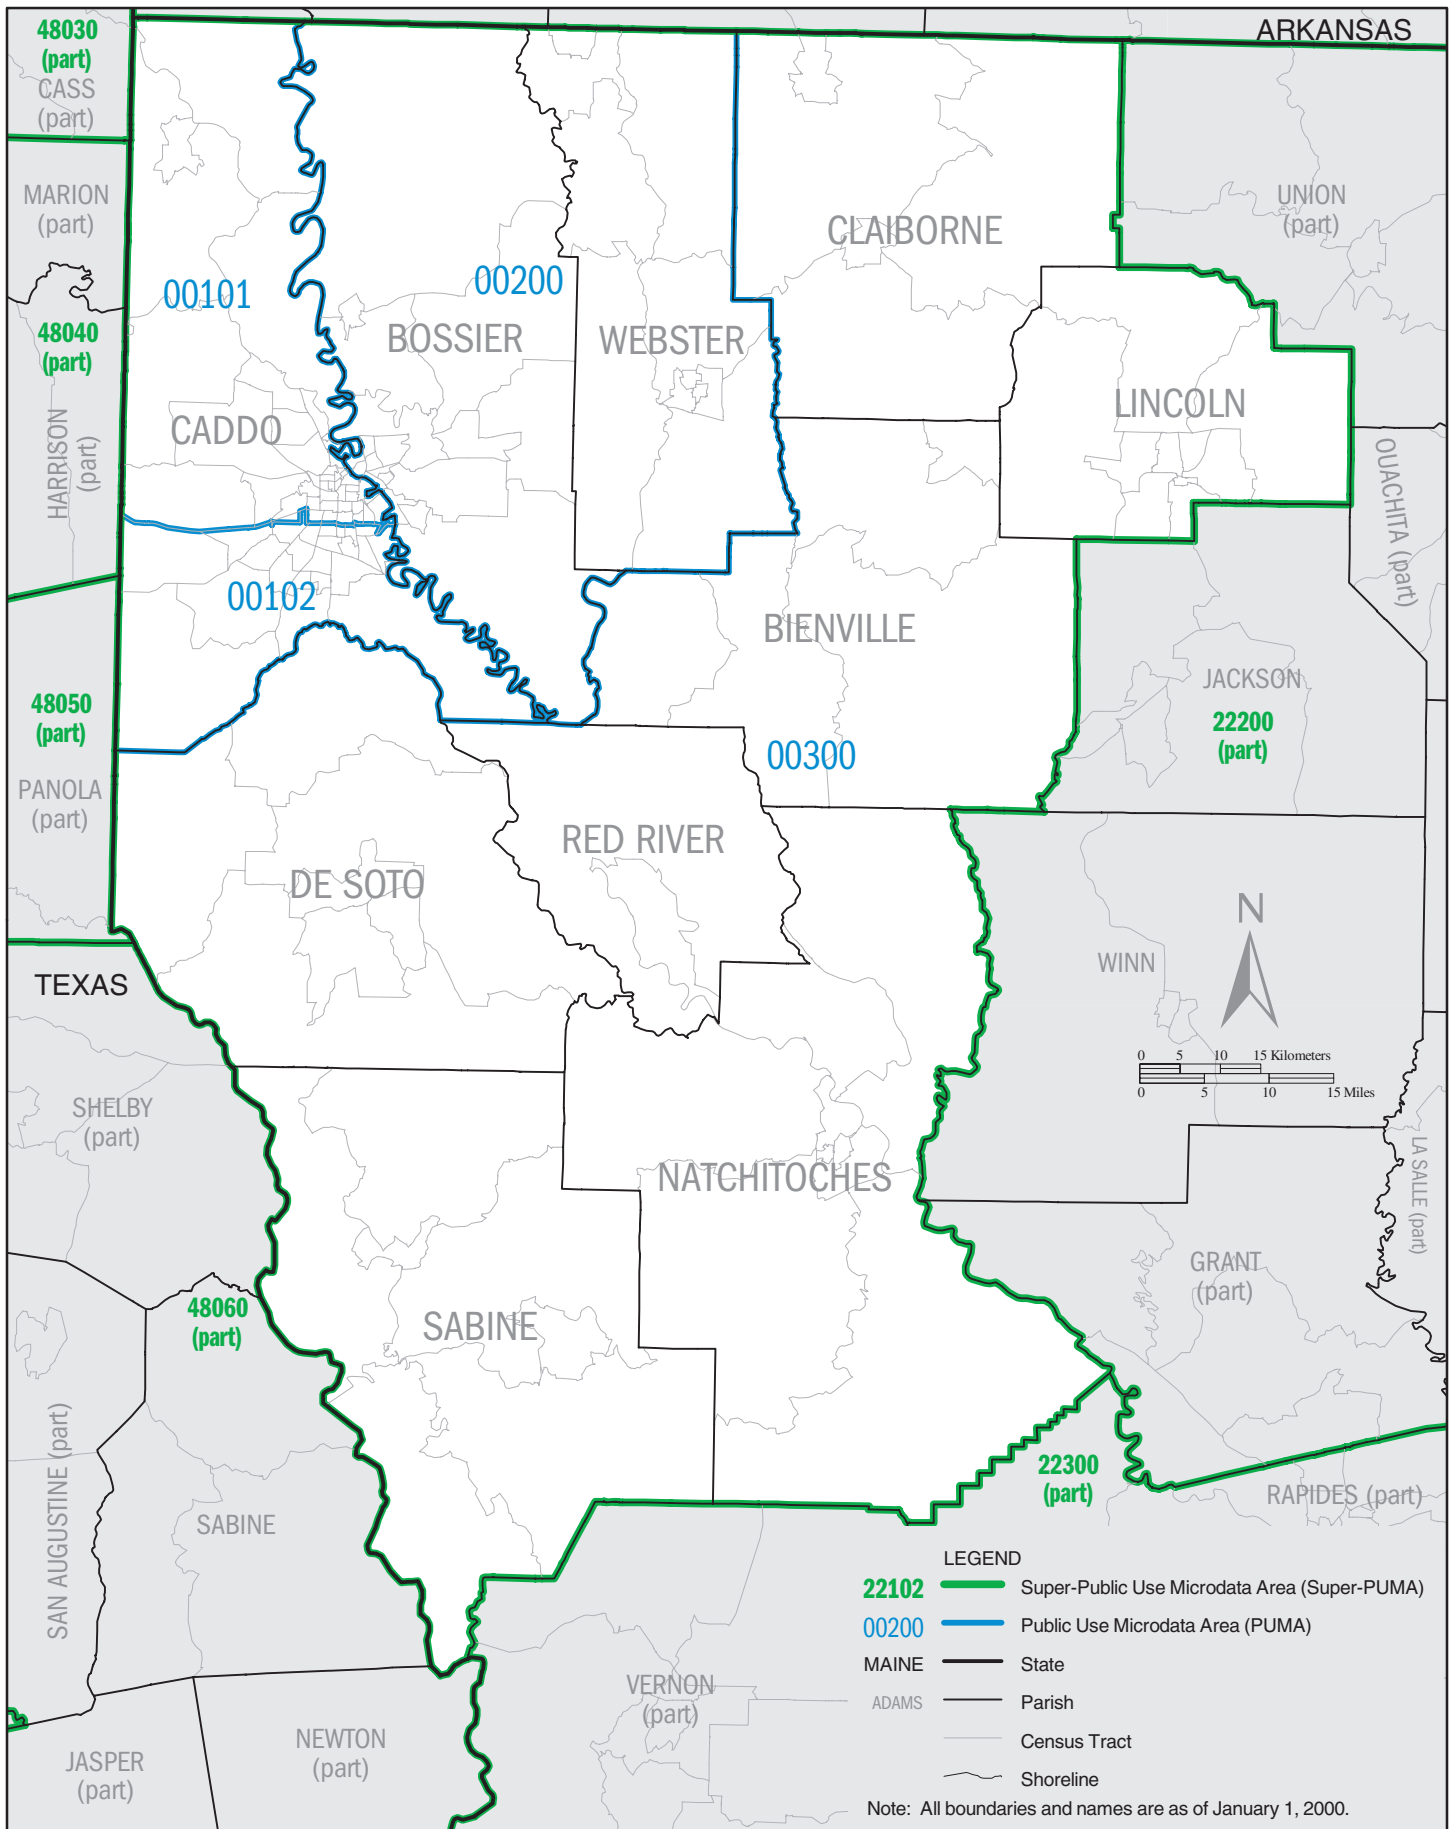 48030
(part)
CASS
(part)
ARKANSAS
MARION
(part)
UNION
(part)
CLAIBORNE
00101
00200
48040
(part)
BOSSIER
WEBSTER
LINCOLN
CADDO
HARRISON
(part)
OUACHITA (part)
00102
BIENVILLE
JACKSON
22200
(part)
48050
(part)
00300
PANOLA
(part)
RED RIVER
DE SOTO
N
WINN
TEXAS
0 5 10 15 Kilometers
0 5 10 15 Miles
SHELBY
(part)
LA SALLE (part)
NATCHITOCHES
GRANT
(part)
48060
(part)
SABINE
SAN AUGUSTINE (part)
22300
(part)
RAPIDES (part)
SABINE
LEGEND
22102 Super-Public Use Microdata Area (Super-PUMA)
00200 Public Use Microdata Area (PUMA)
MAINE State
ADAMS Parish
Census Tract
Shoreline
VERNON
(part)
NEWTON
(part)
JASPER
(part)
Note: All boundaries and names are as of January 1, 2000.